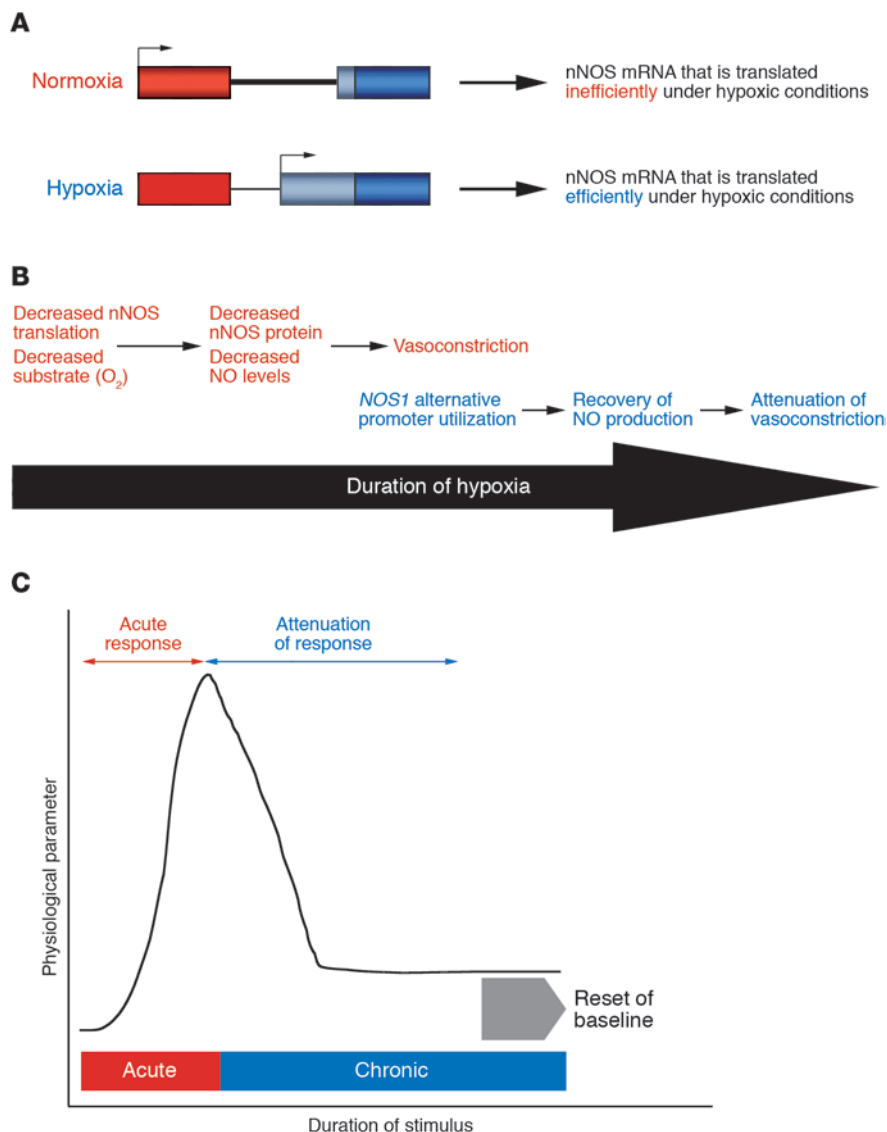 A
Normoxia
nNOS mRNA that is translated
inefficiently under hypoxic conditions
Hypoxia
nNOS mRNA that is translated
efficiently under hypoxic conditions
B
Decreased nNOS
translation
Decreased
substrate (O₂)
Decreased
nNOS protein
Decreased
NO levels
Vasoconstriction
NOS1 alternative
promoter utilization
Recovery of
NO production
Attenuation of
vasoconstriction
Duration of hypoxia
C
Acute
response
Attenuation
of response
Physiological parameter
Reset of
baseline
Acute
Chronic
Duration of stimulus